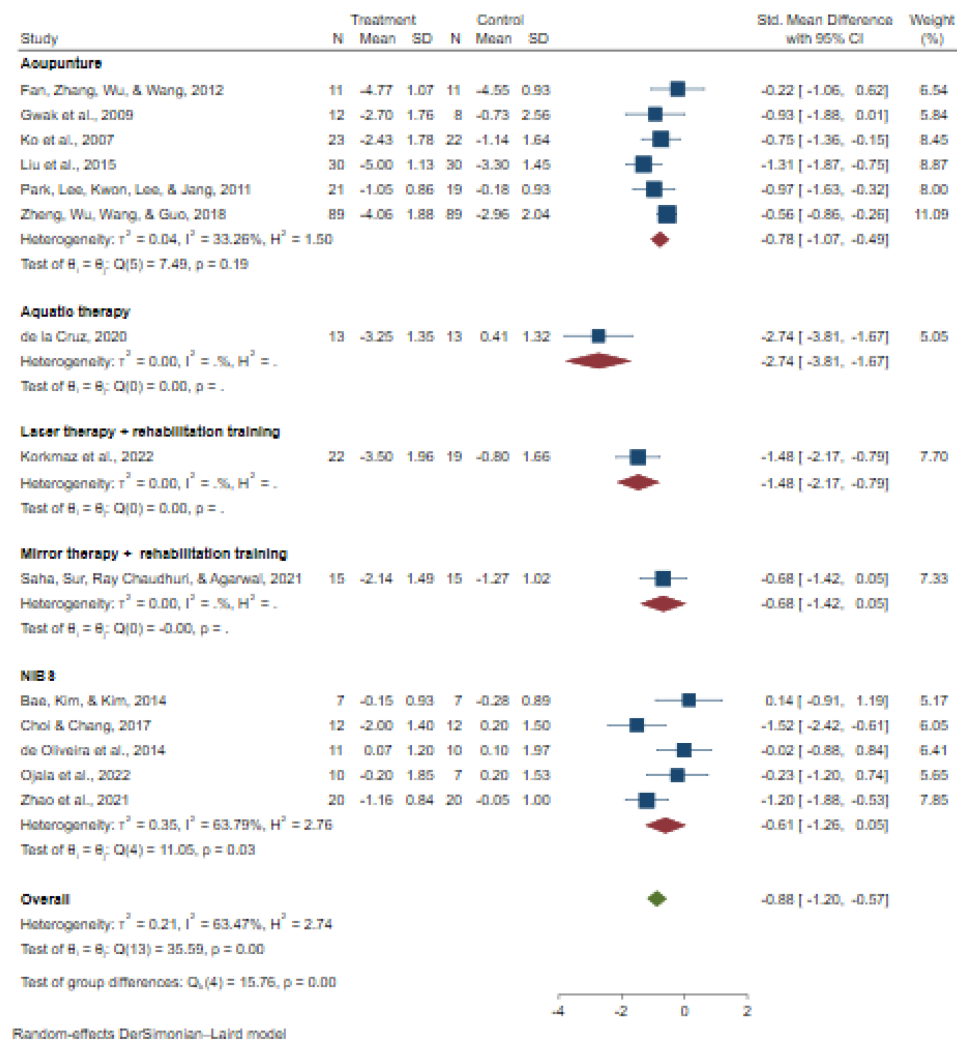 Treatment Control Std. Mean Difference Weight
Study N Mean SD N Mean SD with 95% CI (%)
Acupunture
Fan, Zhang, Wu, & Wang, 2012 11 -4.77 1.07 11 -4.55 0.93 -0.22 [ -1.06, 0.62] 6.54
Gwak et al., 2009 12 -2.70 1.76 8 -0.73 2.56 -0.93 [ -1.88, 0.01] 5.84
Ko et al., 2007 23 -2.43 1.78 22 -1.14 1.64 -0.75 [ -1.36, -0.15] 8.45
Liu et al., 2015 30 -5.00 1.13 30 -3.30 1.45 -1.31 [ -1.87, -0.75] 8.87
Park, Lee, Kwon, Lee, & Jang, 2011 21 -1.05 0.86 19 -0.18 0.93 -0.97 [ -1.63, -0.32] 8.00
Zheng, Wu, Wang, & Guo, 2018 89 -4.06 1.88 89 -2.96 2.04 -0.56 [ -0.86, -0.26] 11.09
Heterogeneity: τ² = 0.04, I² = 33.26%, H² = 1.50 -0.78 [ -1.07, -0.49]
Test of θᵢ = θⱼ: Q(5) = 7.49, p = 0.19
Aquatic therapy
de la Cruz, 2020 13 -3.25 1.35 13 0.41 1.32 -2.74 [ -3.81, -1.67] 5.05
Heterogeneity: τ² = 0.00, I² = .%, H² = . -2.74 [ -3.81, -1.67]
Test of θᵢ = θⱼ: Q(0) = 0.00, p = .
Laser therapy + rehabilitation training
Korkmaz et al., 2022 22 -3.50 1.96 19 -0.80 1.66 -1.48 [ -2.17, -0.79] 7.70
Heterogeneity: τ² = 0.00, I² = .%, H² = . -1.48 [ -2.17, -0.79]
Test of θᵢ = θⱼ: Q(0) = 0.00, p = .
Mirror therapy + rehabilitation training
Saha, Sur, Ray Chaudhuri, & Agarwal, 2021 15 -2.14 1.49 15 -1.27 1.02 -0.68 [ -1.42, 0.05] 7.33
Heterogeneity: τ² = 0.00, I² = .%, H² = . -0.68 [ -1.42, 0.05]
Test of θᵢ = θⱼ: Q(0) = -0.00, p = .
NIBS
Bae, Kim, & Kim, 2014 7 -0.15 0.93 7 -0.28 0.89 0.14 [ -0.91, 1.19] 5.17
Choi & Chang, 2017 12 -2.00 1.40 12 0.20 1.50 -1.52 [ -2.42, -0.61] 6.05
de Oliveira et al., 2014 11 0.07 1.20 10 0.10 1.97 -0.02 [ -0.88, 0.84] 6.41
Ojala et al., 2022 10 -0.20 1.85 7 0.20 1.53 -0.23 [ -1.20, 0.74] 5.65
Zhao et al., 2021 20 -1.16 0.84 20 -0.05 1.00 -1.20 [ -1.88, -0.53] 7.85
Heterogeneity: τ² = 0.35, I² = 63.79%, H² = 2.76 -0.61 [ -1.26, 0.05]
Test of θᵢ = θⱼ: Q(4) = 11.05, p = 0.03
Overall -0.88 [ -1.20, -0.57]
Heterogeneity: τ² = 0.21, I² = 63.47%, H² = 2.74
Test of θᵢ = θⱼ: Q(13) = 35.59, p = 0.00
Test of group differences: Q_b(4) = 15.76, p = 0.00
-4 -2 0 2
Random-effects DerSimonian–Laird model